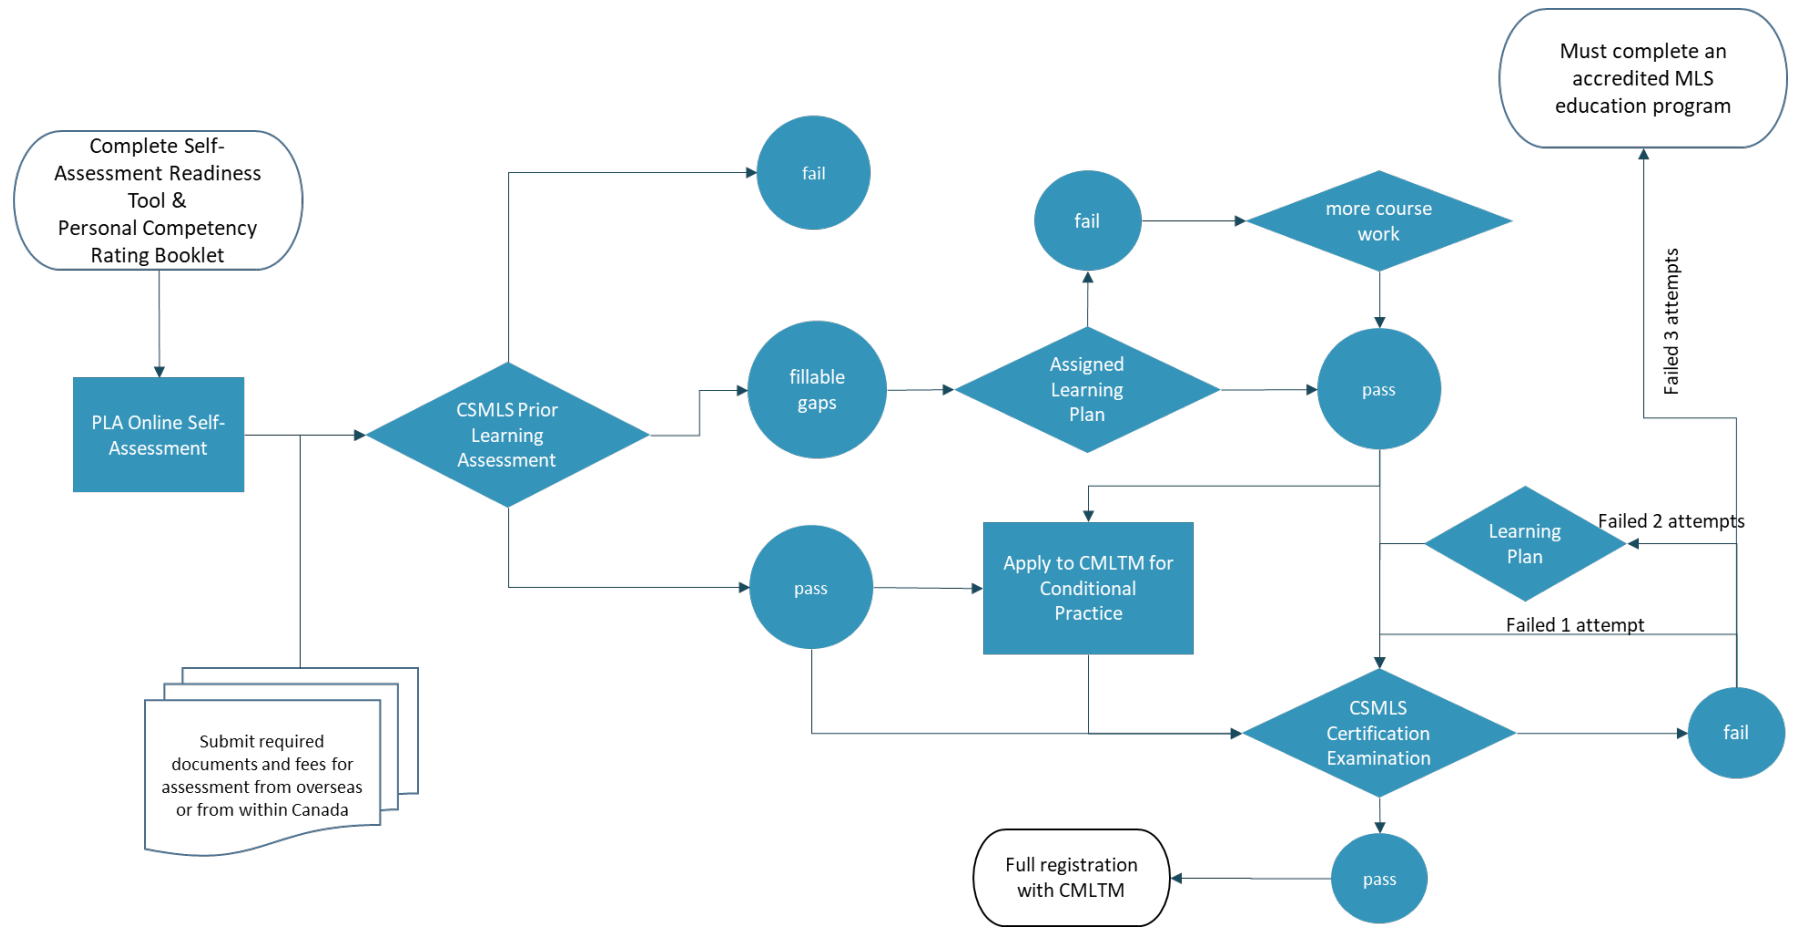 Must complete an
accredited MLS
education program
Complete Self-
Assessment Readiness
Tool &
Personal Competency
Rating Booklet
fail
fail
more course
work
Failed 3 attempts
PLA Online Self-
Assessment
CSMLS Prior
Learning
Assessment
fillable
gaps
Assigned
Learning
Plan
pass
pass
Apply to CMLTM for
Conditional
Practice
Learning
Plan
Failed 2 attempts
Failed 1 attempt
Submit required
documents and fees for
assessment from overseas
or from within Canada
CSMLS
Certification
Examination
fail
Full registration
with CMLTM
pass